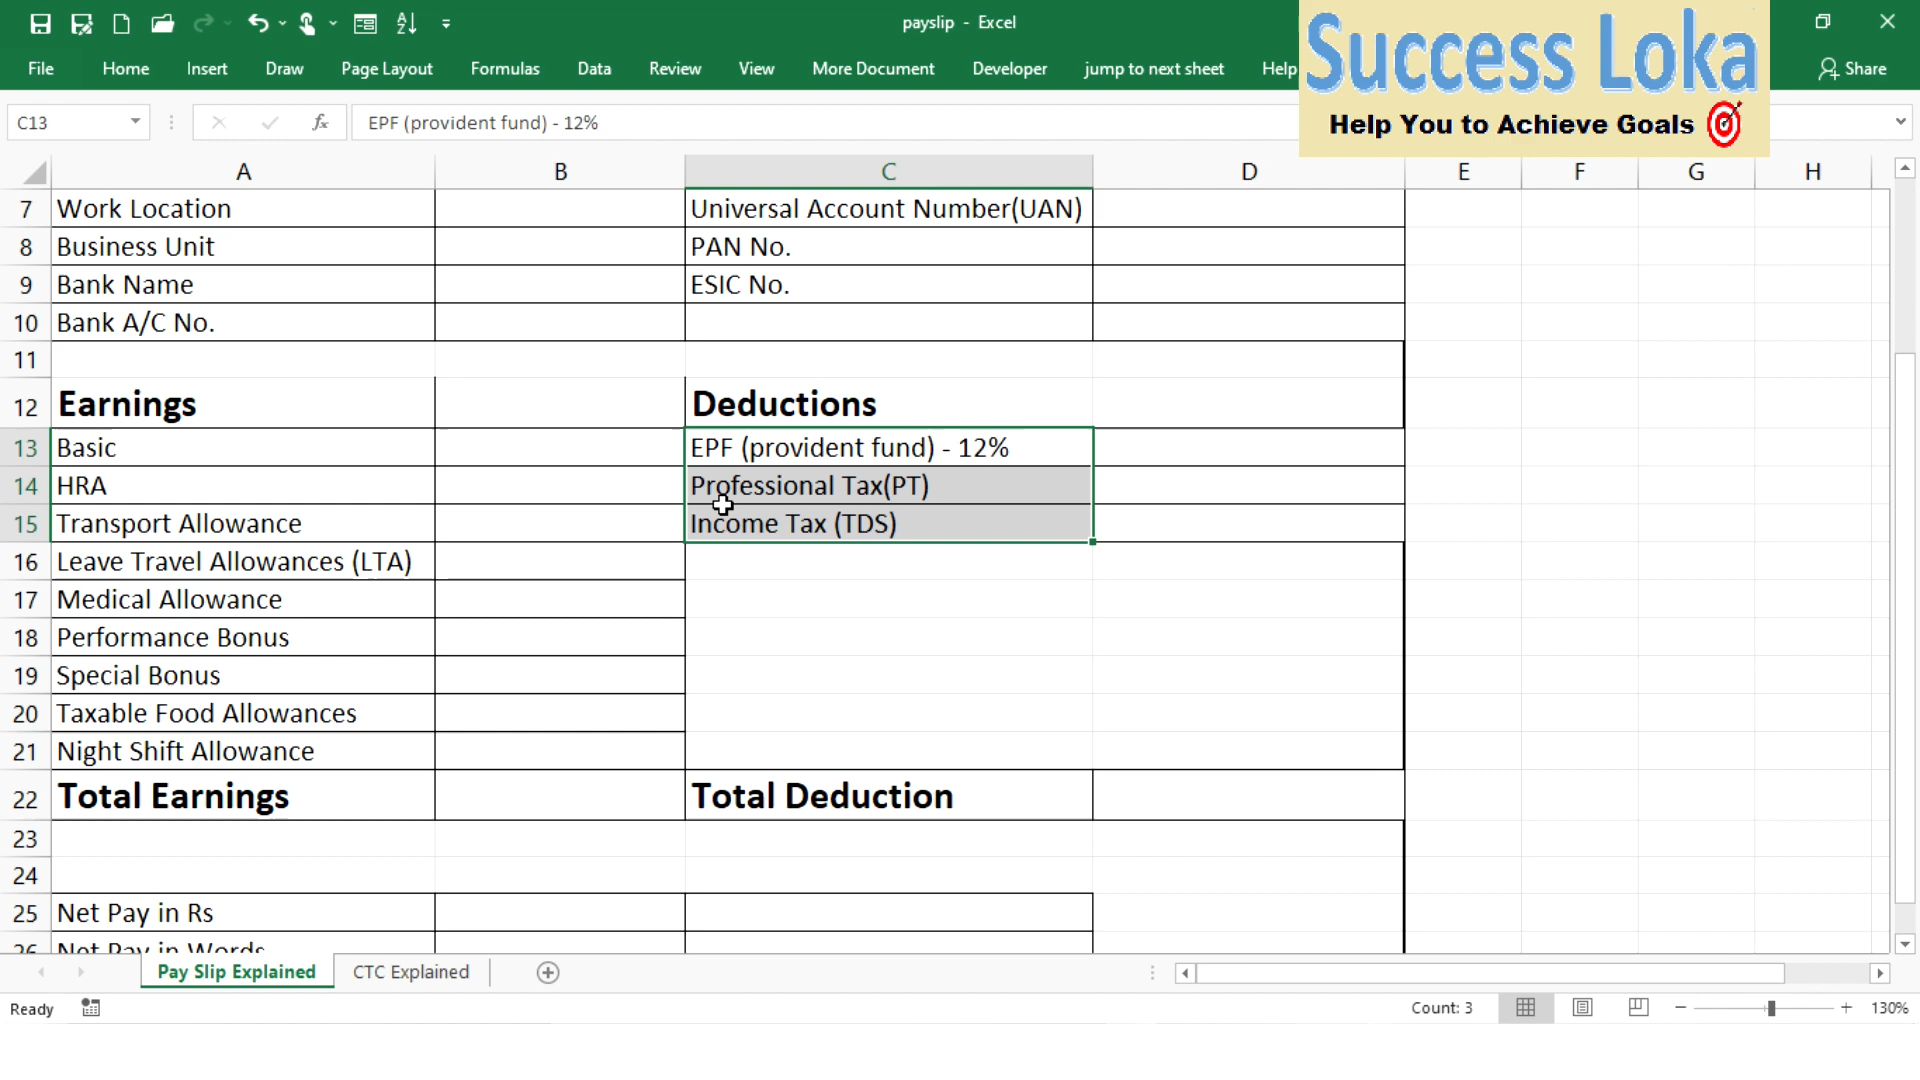 payslip - Excel
Success Loka
Help You to Achieve Goals
File Home Insert Draw Page Layout Formulas Data Review View More Document Developer jump to next sheet Help Share
C13 fx EPF (provident fund) - 12%
A B C D E F G H
7 Work Location Universal Account Number(UAN)
8 Business Unit PAN No.
9 Bank Name ESIC No.
10 Bank A/C No.
11
12 Earnings Deductions
13 Basic EPF (provident fund) - 12%
14 HRA Professional Tax(PT)
15 Transport Allowance Income Tax (TDS)
16 Leave Travel Allowances (LTA)
17 Medical Allowance
18 Performance Bonus
19 Special Bonus
20 Taxable Food Allowances
21 Night Shift Allowance
22 Total Earnings Total Deduction
23
24
25 Net Pay in Rs
26 Net Pay in Words
Pay Slip Explained CTC Explained
Ready Count: 3 130%